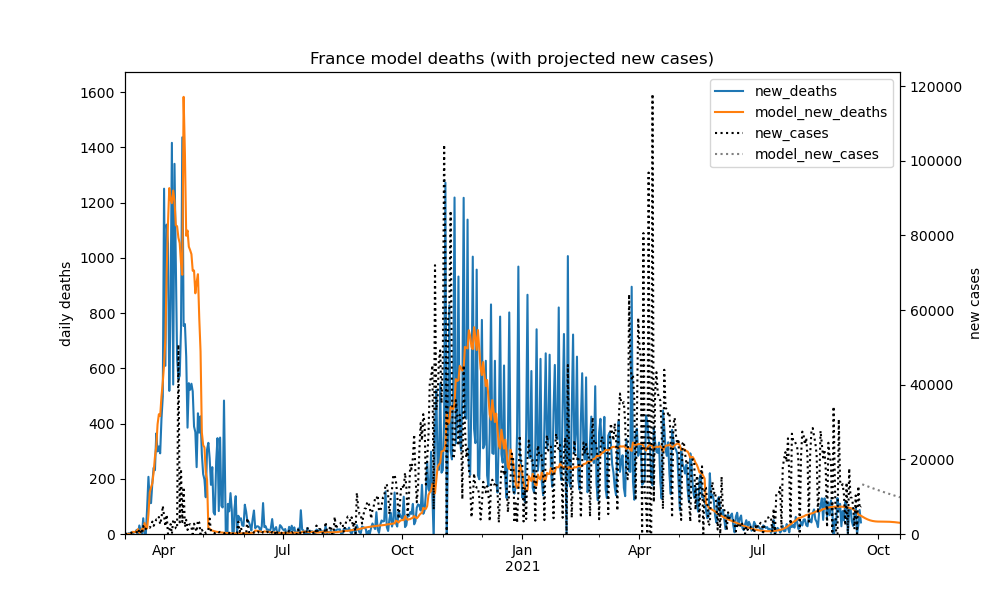 France model deaths (with projected new cases)
new_deaths
model_new_deaths
new_cases
model_new_cases
daily deaths
1600
1400
1200
1000
800
600
400
200
0
120000
100000
80000
60000
40000
20000
0
new cases
Apr
Jul
Oct
Jan
2021
Apr
Jul
Oct